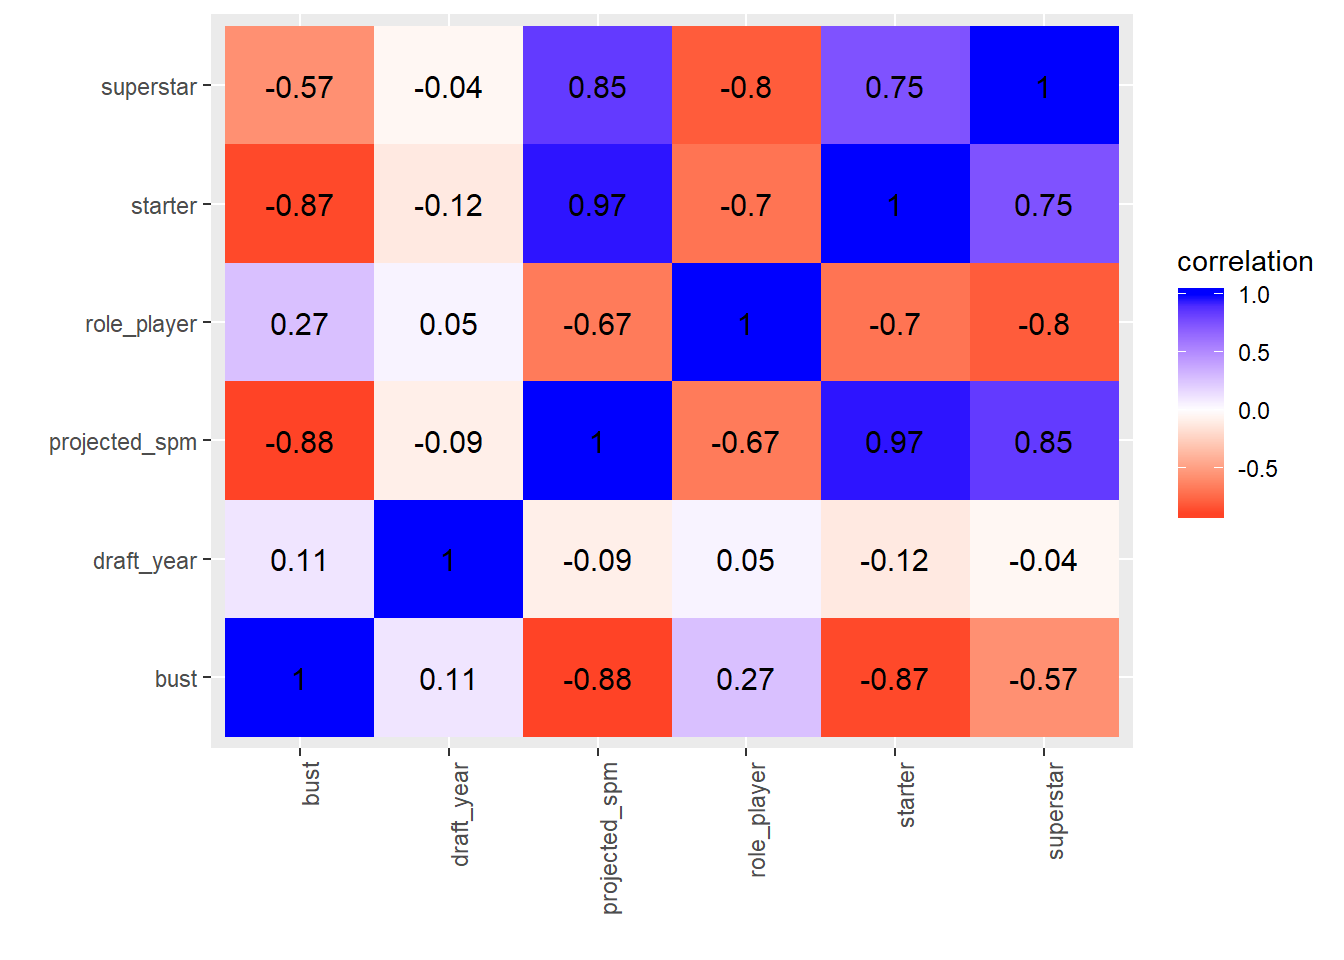 superstar -0.57 -0.04 0.85 -0.8 0.75 1
starter -0.87 -0.12 0.97 -0.7 1 0.75
role_player 0.27 0.05 -0.67 1 -0.7 -0.8
projected_spm -0.88 -0.09 1 -0.67 0.97 0.85
draft_year 0.11 1 -0.09 0.05 -0.12 -0.04
bust 1 0.11 -0.88 0.27 -0.87 -0.57
bust draft_year projected_spm role_player starter superstar
correlation
1.0
0.5
0.0
-0.5